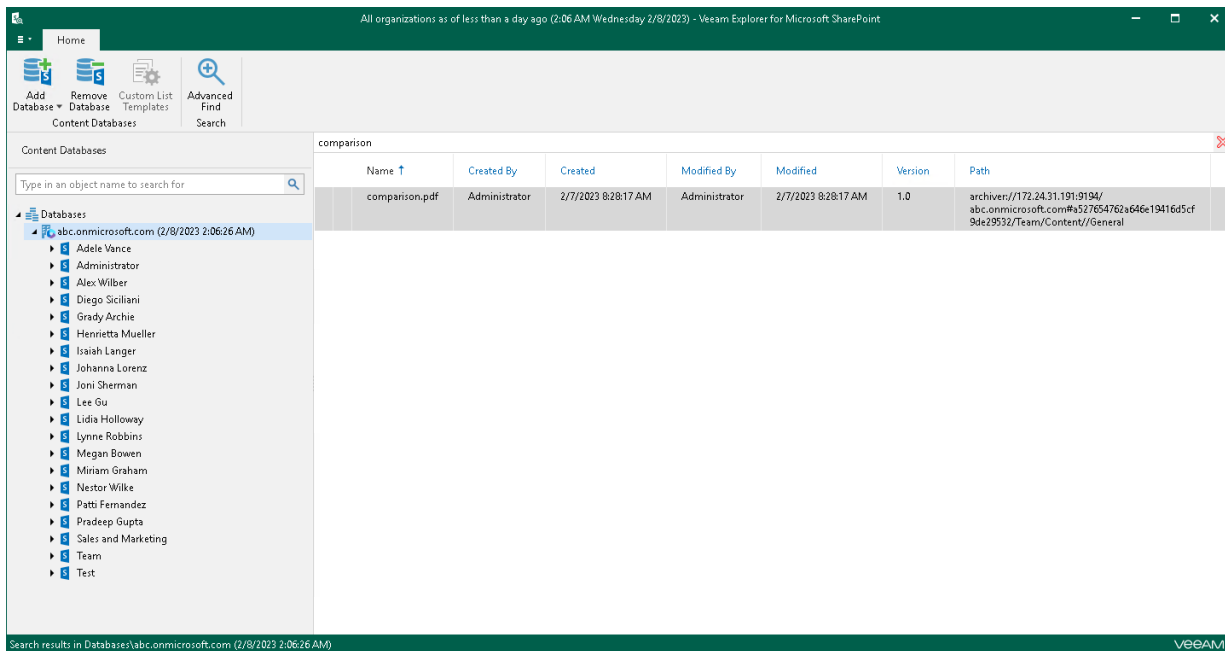 All organizations as of less than a day ago (2:06 AM Wednesday 2/8/2023) - Veeam Explorer for Microsoft SharePoint
Home
Add Database
Remove Database
Custom List Templates
Advanced Find
Content Databases
Search
Content Databases
Type in an object name to search for
Databases
abc.onmicrosoft.com (2/8/2023 2:06:26 AM)
Adele Vance
Administrator
Alex Wilber
Diego Siciliani
Grady Archie
Henrietta Mueller
Isaiah Langer
Johanna Lorenz
Joni Sherman
Lee Gu
Lidia Holloway
Lynne Robbins
Megan Bowen
Miriam Graham
Nestor Wilke
Patti Fernandez
Pradeep Gupta
Sales and Marketing
Team
Test
comparison
Name Created By Created Modified By Modified Version Path
comparison.pdf Administrator 2/7/2023 8:28:17 AM Administrator 2/7/2023 8:28:17 AM 1.0 archiver://172.24.31.191:9194/
abc.onmicrosoft.com#a527654762a646e19416d5cf
9de29532/Team/Content//General
Search results in Databases\abc.onmicrosoft.com (2/8/2023 2:06:26 AM)
veeAM